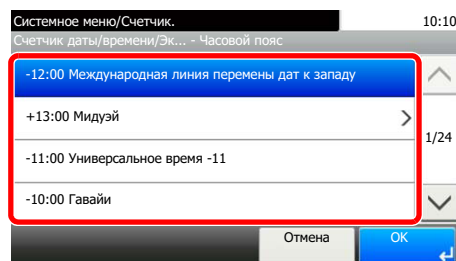 Системное меню/Счетчик.
10:10
Счетчик даты/времени/Эк... - Часовой пояс
-12:00 Международная линия перемены дат к западу
+13:00 Мидуэй
1/24
-11:00 Универсальное время -11
-10:00 Гавайи
Отмена
OK